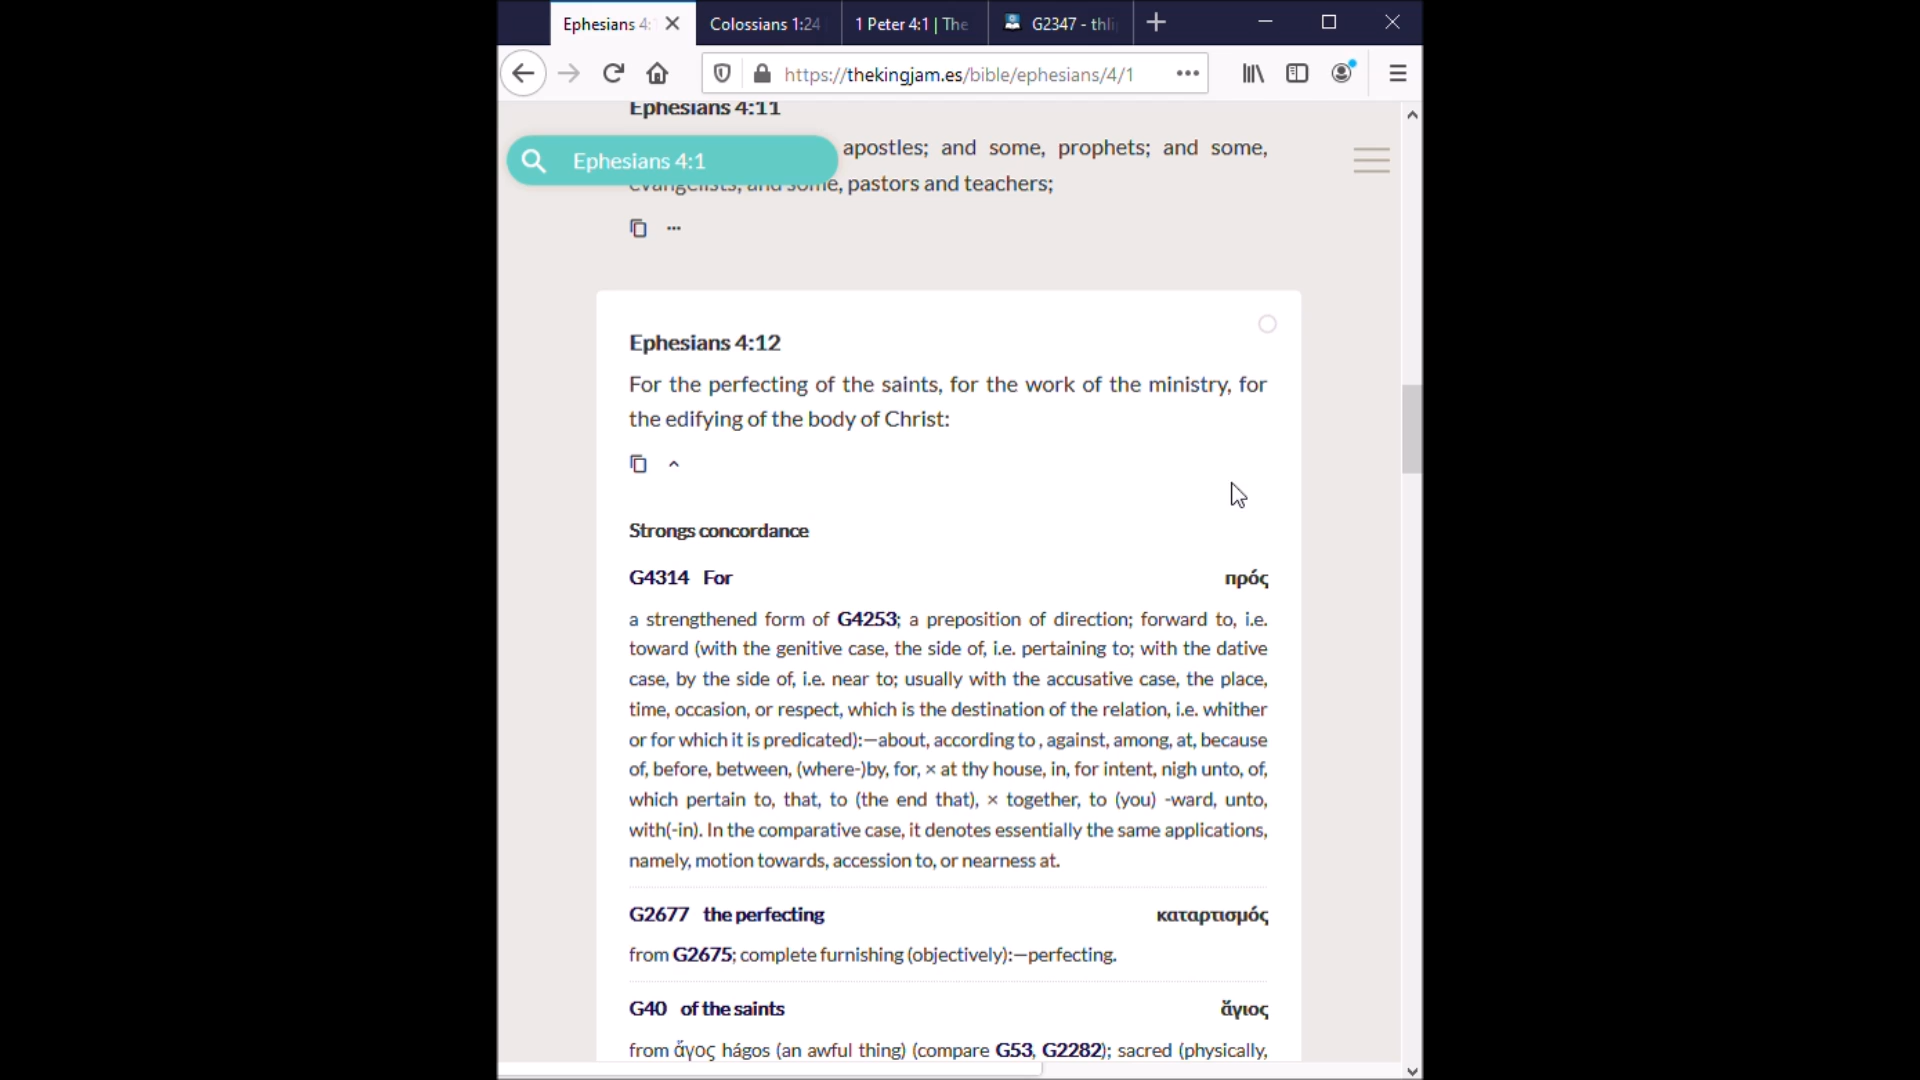 Ephesians 4:
Colossians 1:24
1 Peter 4:1 | The
G2347 - thli
https://thekingjam.es/bible/ephesians/4/1
Ephesians 4:11
Ephesians 4:1
apostles; and some, prophets; and some,
evangelists; and some, pastors and teachers;
Ephesians 4:12
For the perfecting of the saints, for the work of the ministry, for
the edifying of the body of Christ:
Strongs concordance
G4314 For πρός
a strengthened form of G4253; a preposition of direction; forward to, i.e.
toward (with the genitive case, the side of, i.e. pertaining to; with the dative
case, by the side of, i.e. near to; usually with the accusative case, the place,
time, occasion, or respect, which is the destination of the relation, i.e. whither
or for which it is predicated):—about, according to , against, among, at, because
of, before, between, (where-)by, for, × at thy house, in, for intent, nigh unto, of,
which pertain to, that, to (the end that), × together, to (you) -ward, unto,
with(-in). In the comparative case, it denotes essentially the same applications,
namely, motion towards, accession to, or nearness at.
G2677 the perfecting καταρτισμός
from G2675; complete furnishing (objectively):—perfecting.
G40 of the saints ἅγιος
from ἅγος hágos (an awful thing) (compare G53, G2282); sacred (physically,